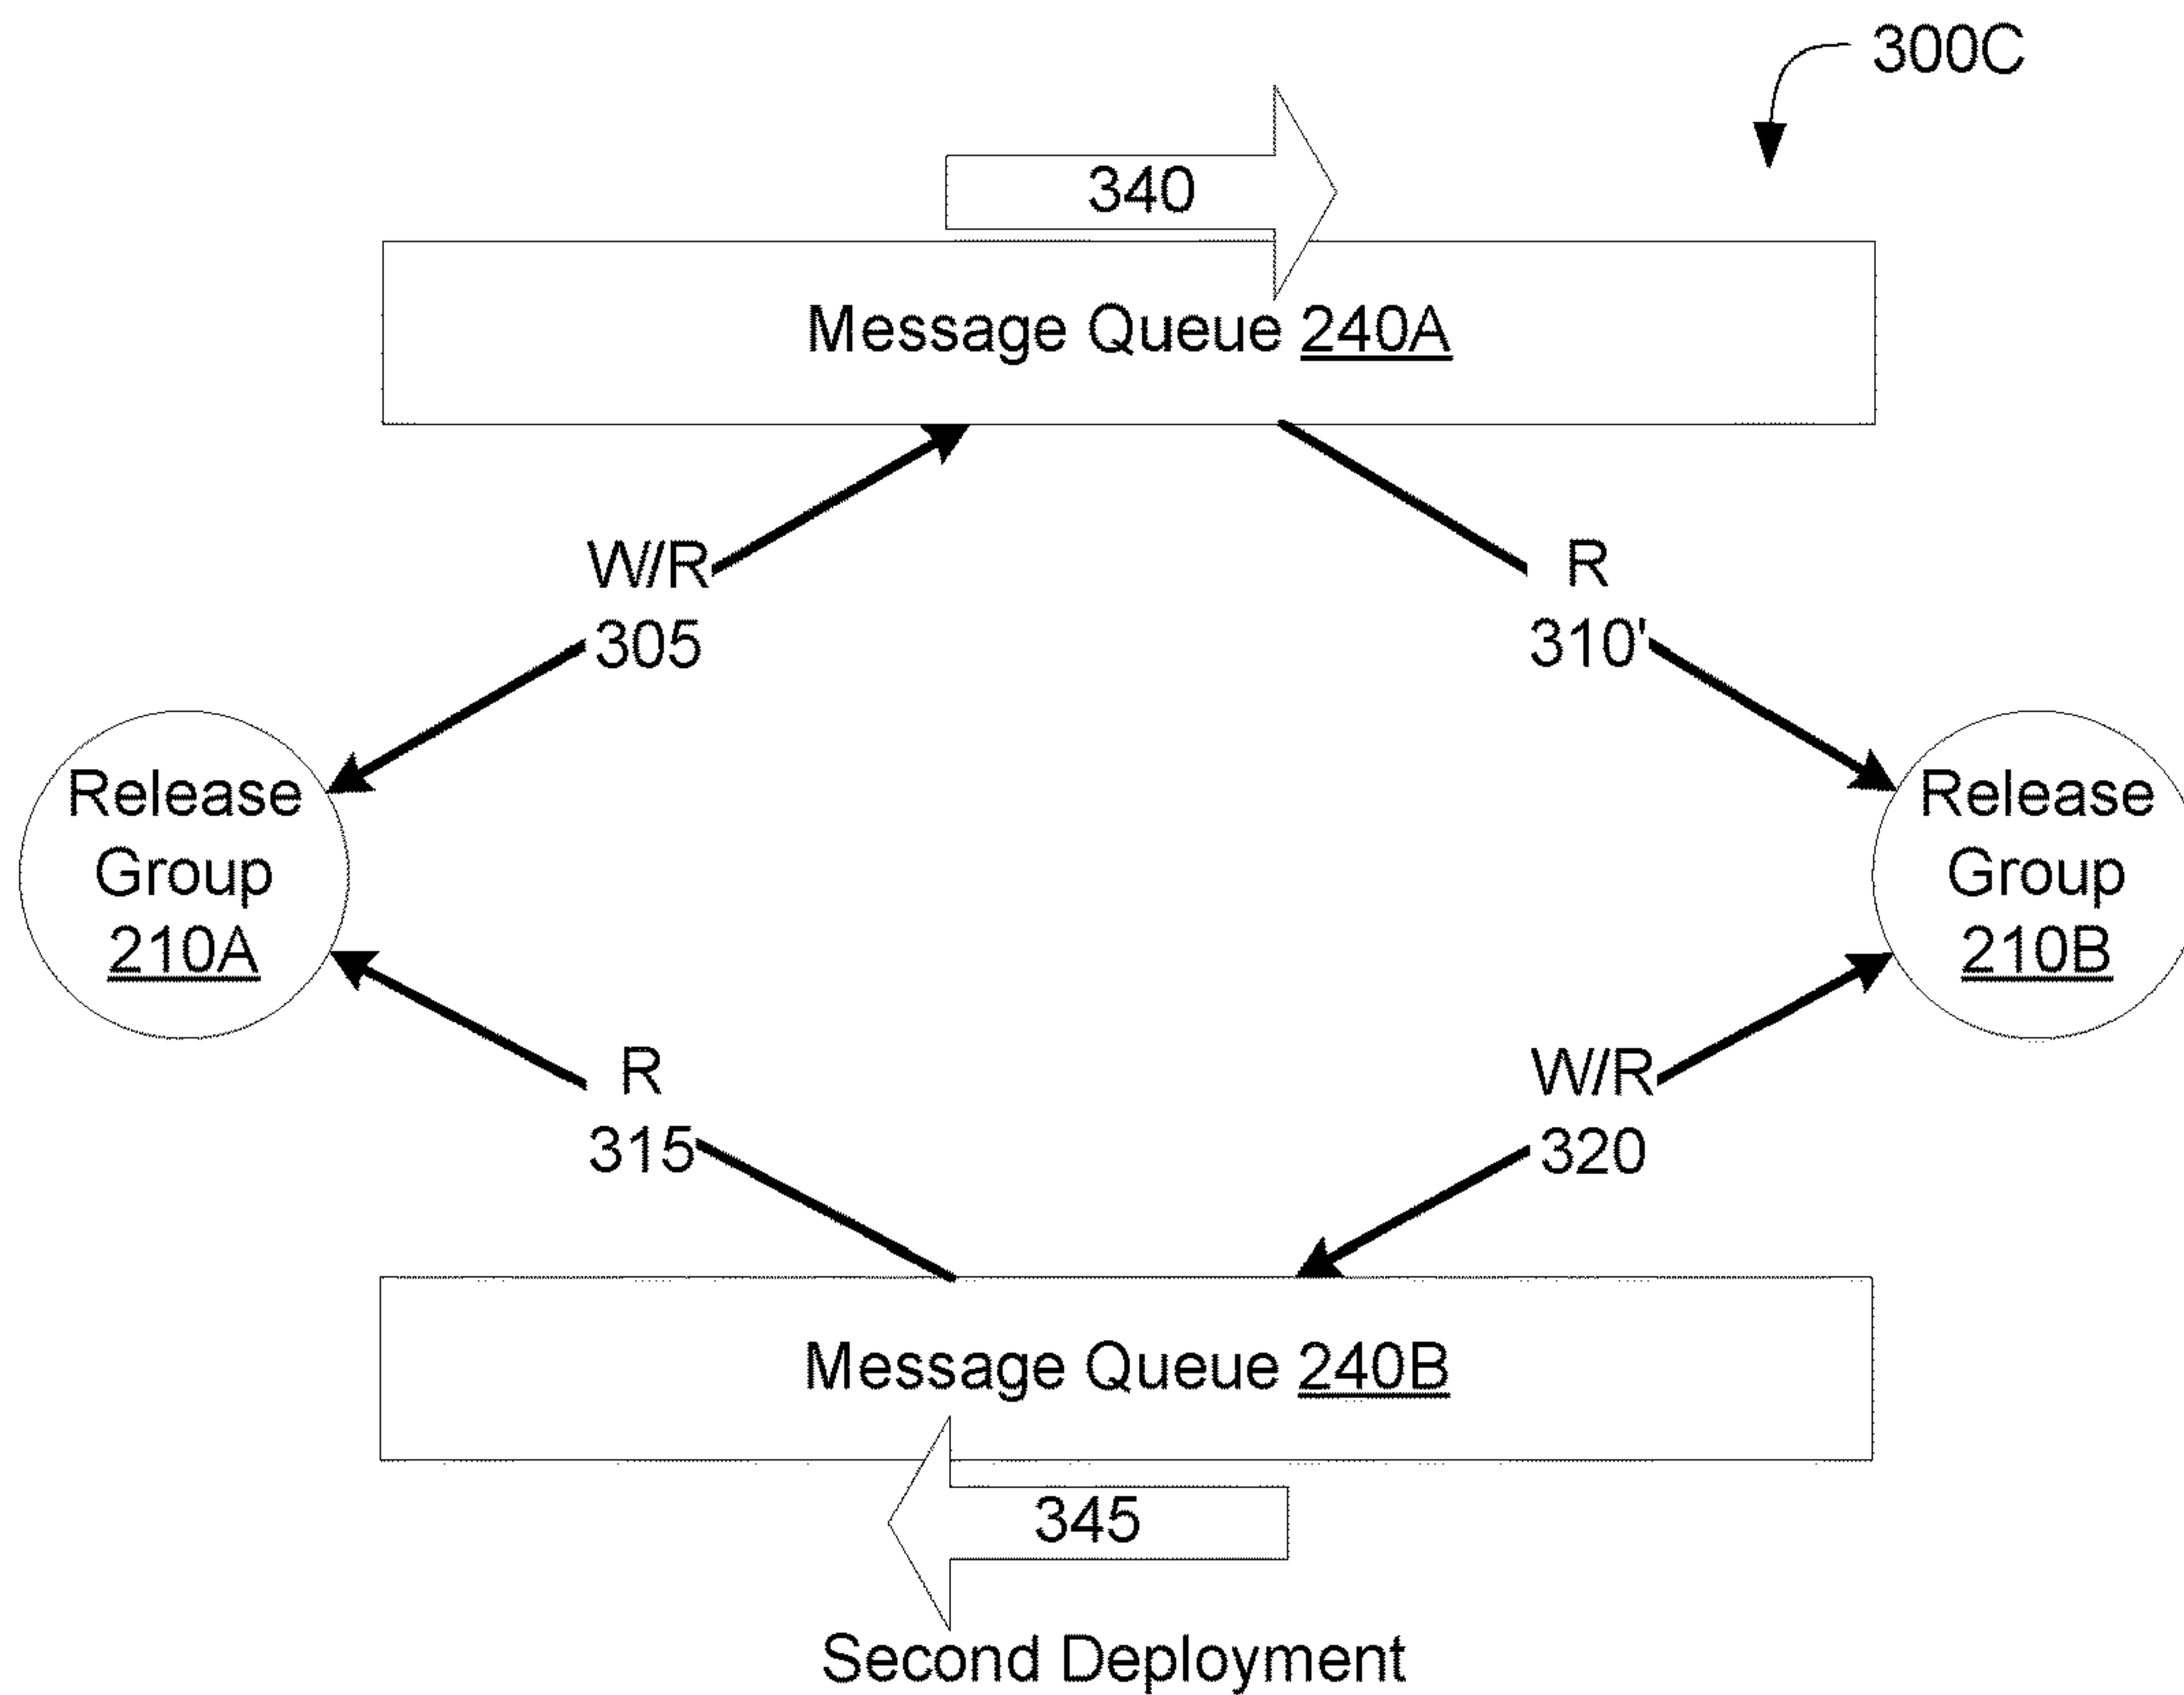 300C
340
Message Queue 240A
W/R
305
R
310'
Release
Group
210A
Release
Group
210B
R
315
W/R
320
Message Queue 240B
345
Second Deployment